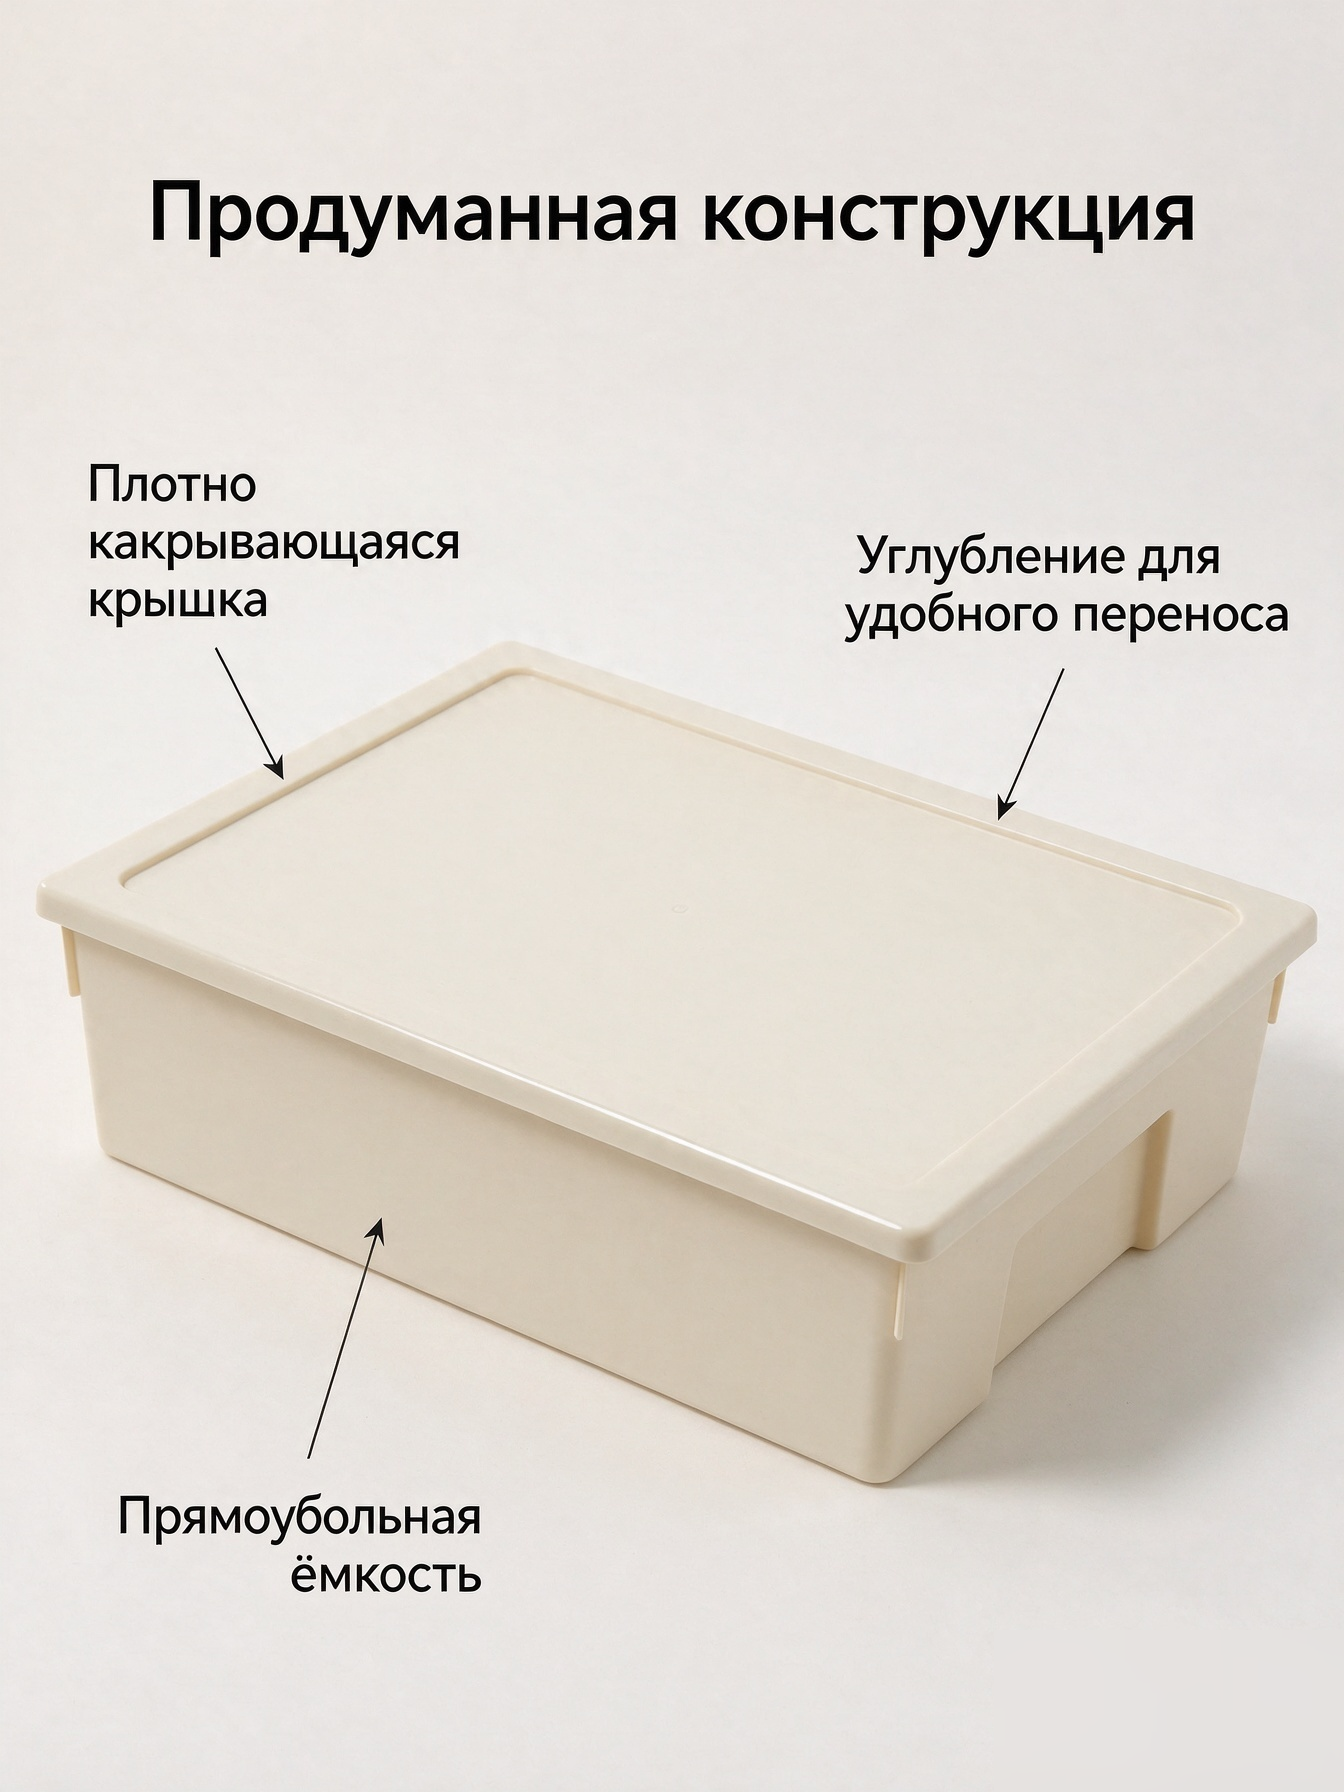 Продуманная конструкция
Плотно
какрывающаяся
крышка
Углубление для
удобного переноса
Прямоубольная
ёмкость